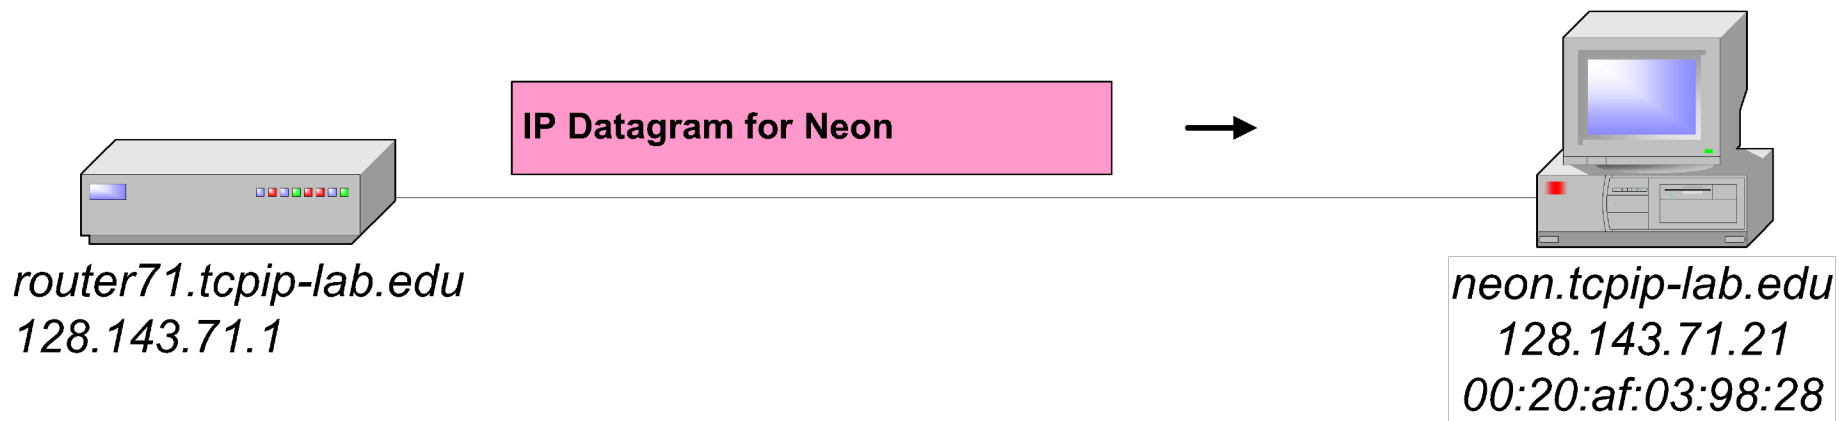 IP Datagram for Neon
router71.tcpip-lab.edu
128.143.71.1
neon.tcpip-lab.edu
128.143.71.21
00:20:af:03:98:28